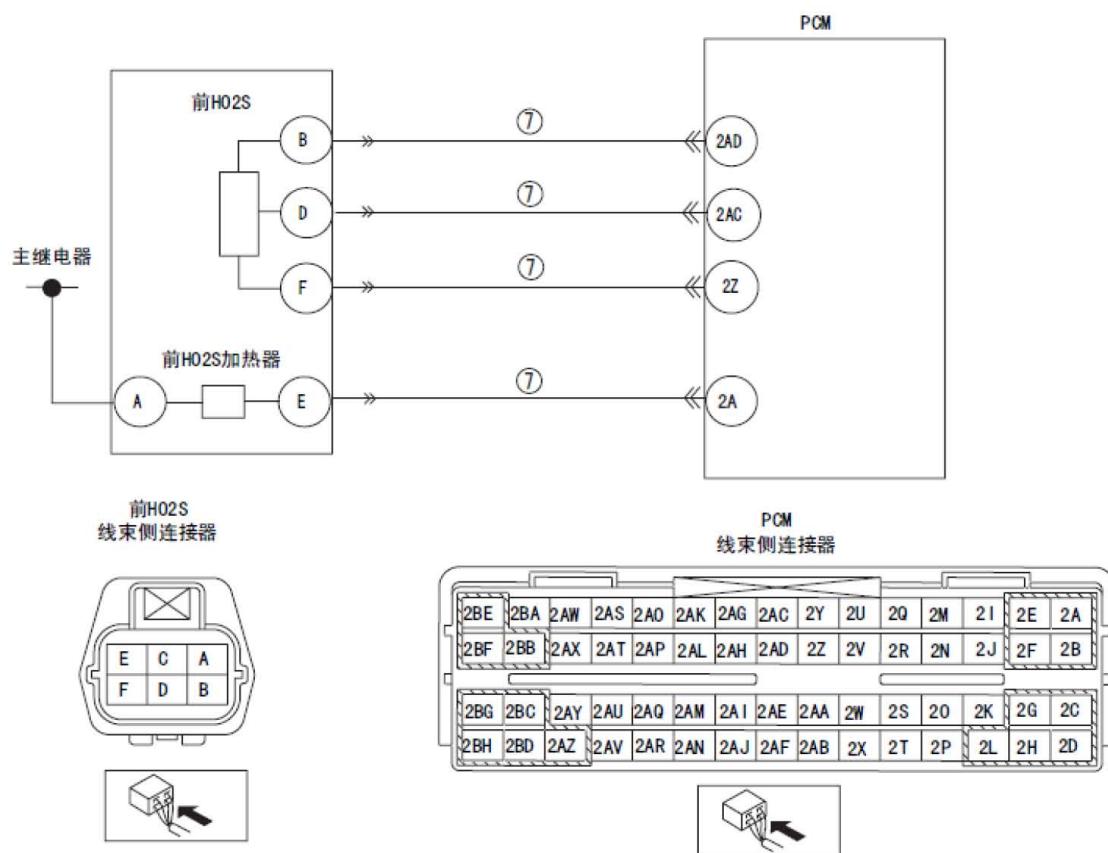 PCM
前HO2S
B
⑦
2AD
D
⑦
2AC
主继电器
F
⑦
2Z
前HO2S加热器
A
E
⑦
2A
前HO2S
线束侧连接器
E C A
F D B
PCM
线束侧连接器
2BE 2BA 2AW 2AS 2AO 2AK 2AG 2AC 2Y 2U 2Q 2M 2I 2E 2A
2BF 2BB 2AX 2AT 2AP 2AL 2AH 2AD 2Z 2V 2R 2N 2J 2F 2B
2BG 2BC 2AY 2AU 2AQ 2AM 2AI 2AE 2AA 2W 2S 2O 2K 2G 2C
2BH 2BD 2AZ 2AV 2AR 2AN 2AJ 2AF 2AB 2X 2T 2P 2L 2H 2D